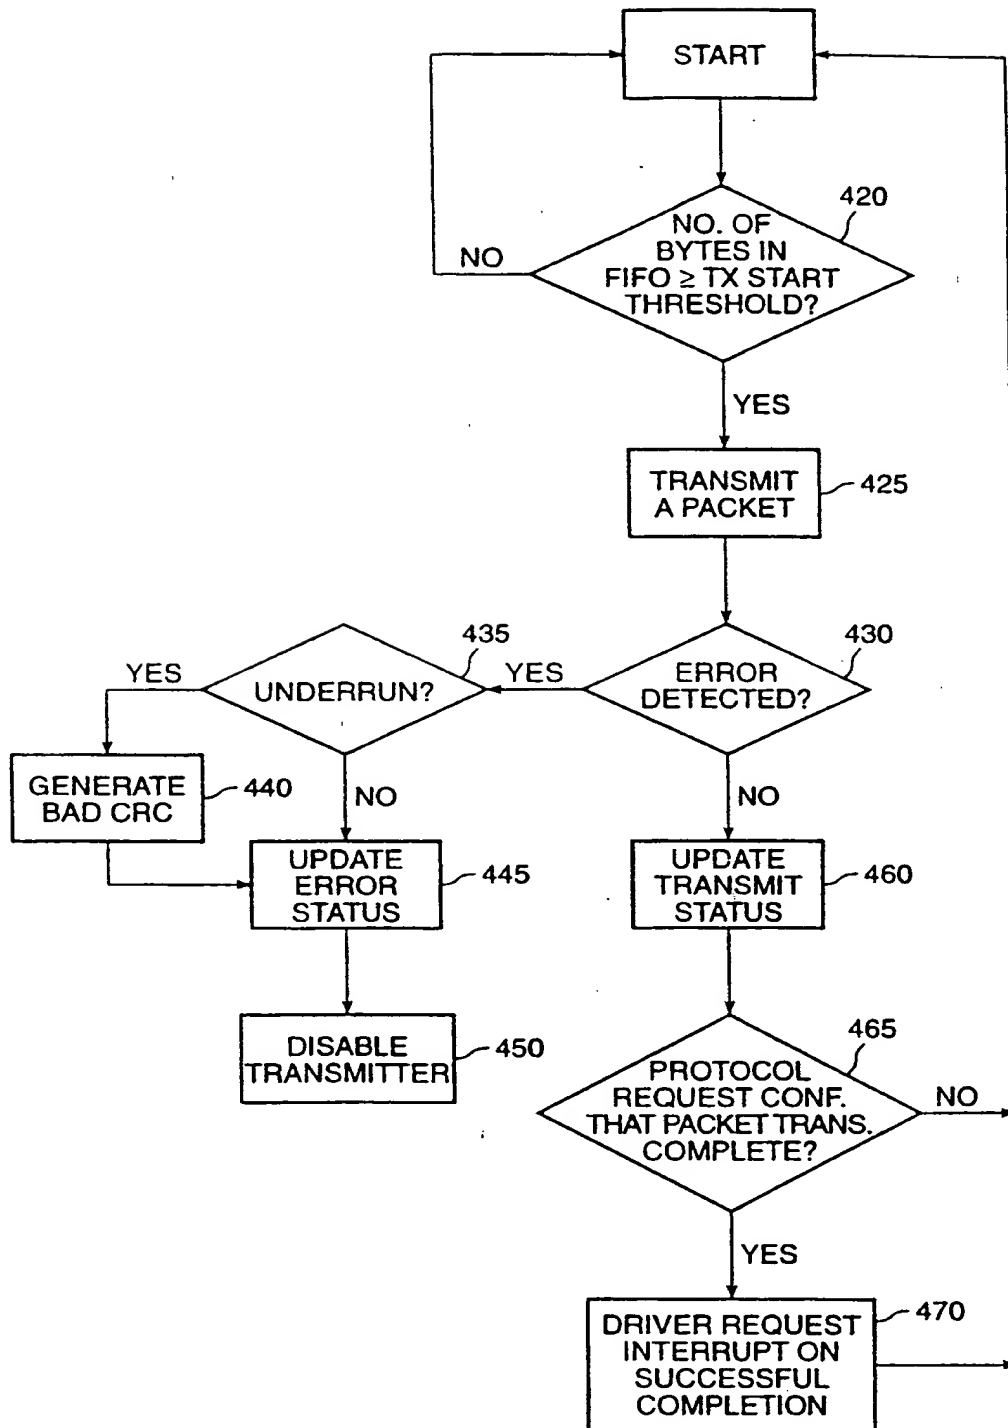 START
420
NO. OF
BYTES IN
FIFO ≥ TX START
THRESHOLD?
NO
YES
TRANSMIT
A PACKET
425
430
ERROR
DETECTED?
YES
435
UNDERRUN?
YES
GENERATE
BAD CRC
440
NO
UPDATE
ERROR
STATUS
445
DISABLE
TRANSMITTER
450
NO
UPDATE
TRANSMIT
STATUS
460
465
PROTOCOL
REQUEST CONF.
THAT PACKET TRANS.
COMPLETE?
NO
YES
DRIVER REQUEST
INTERRUPT ON
SUCCESSFUL
COMPLETION
470